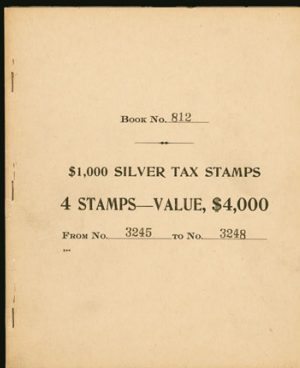 Book No. 812
$1,000 SILVER TAX STAMPS
4 STAMPS—VALUE, $4,000
From No. 3245 to No. 3248